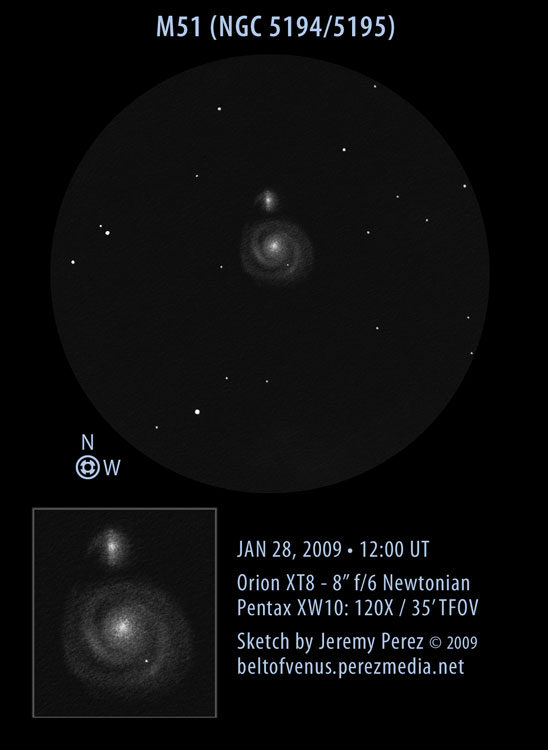 M51 (NGC 5194/5195)
N
W
JAN 28, 2009 • 12:00 UT
Orion XT8 - 8” f/6 Newtonian
Pentax XW10: 120X / 35’ TFOV
Sketch by Jeremy Perez © 2009
beltofvenus.perezmedia.net